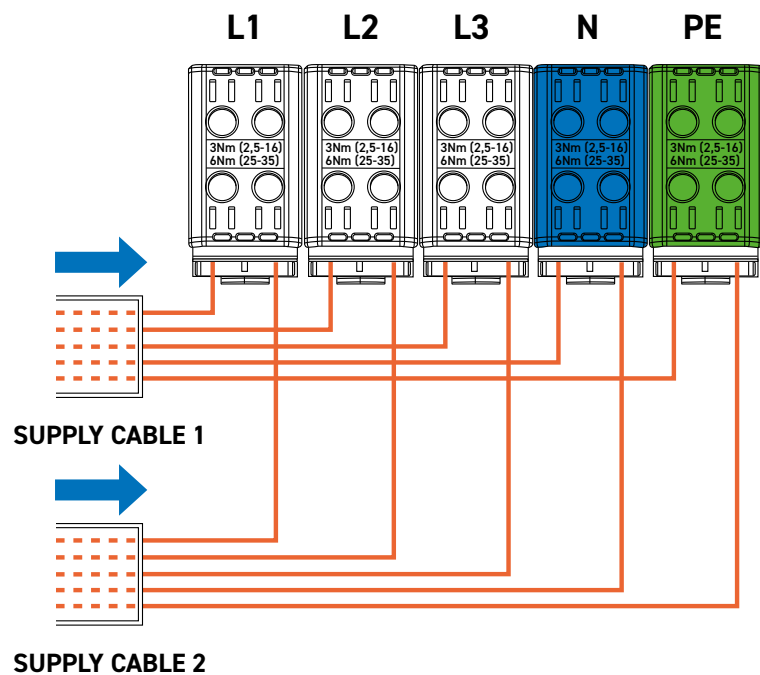 L1 L2 L3 N PE
3Nm (2,5-16) 3Nm (2,5-16) 3Nm (2,5-16) 3Nm (2,5-16) 3Nm (2,5-16)
6Nm (25-35) 6Nm (25-35) 6Nm (25-35) 6Nm (25-35) 6Nm (25-35)
SUPPLY CABLE 1
SUPPLY CABLE 2